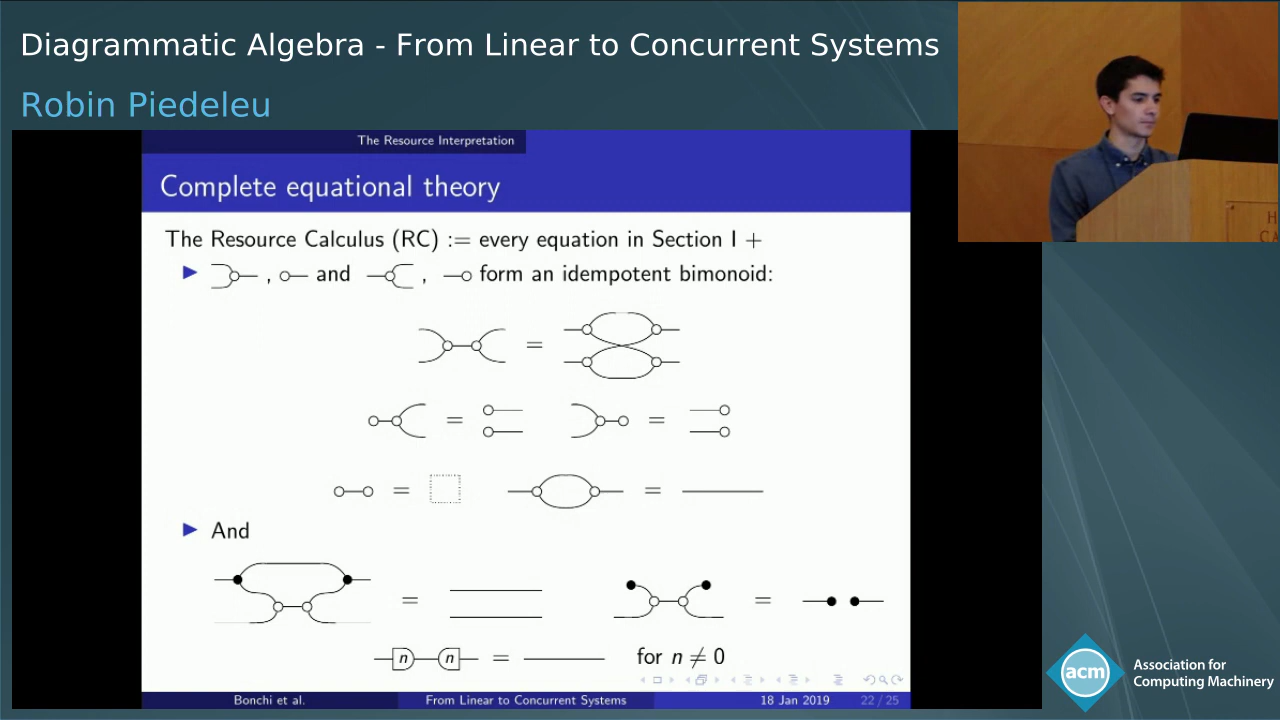 Diagrammatic Algebra - From Linear to Concurrent Systems
Robin Piedeleu
The Resource Interpretation
Complete equational theory
The Resource Calculus (RC) := every equation in Section I +
, and , form an idempotent bimonoid:
=
= =
= =
And
= =
n n = for n ≠ 0
Bonchi et al. From Linear to Concurrent Systems 18 Jan 2019 22 / 25
acm Association for
Computing Machinery